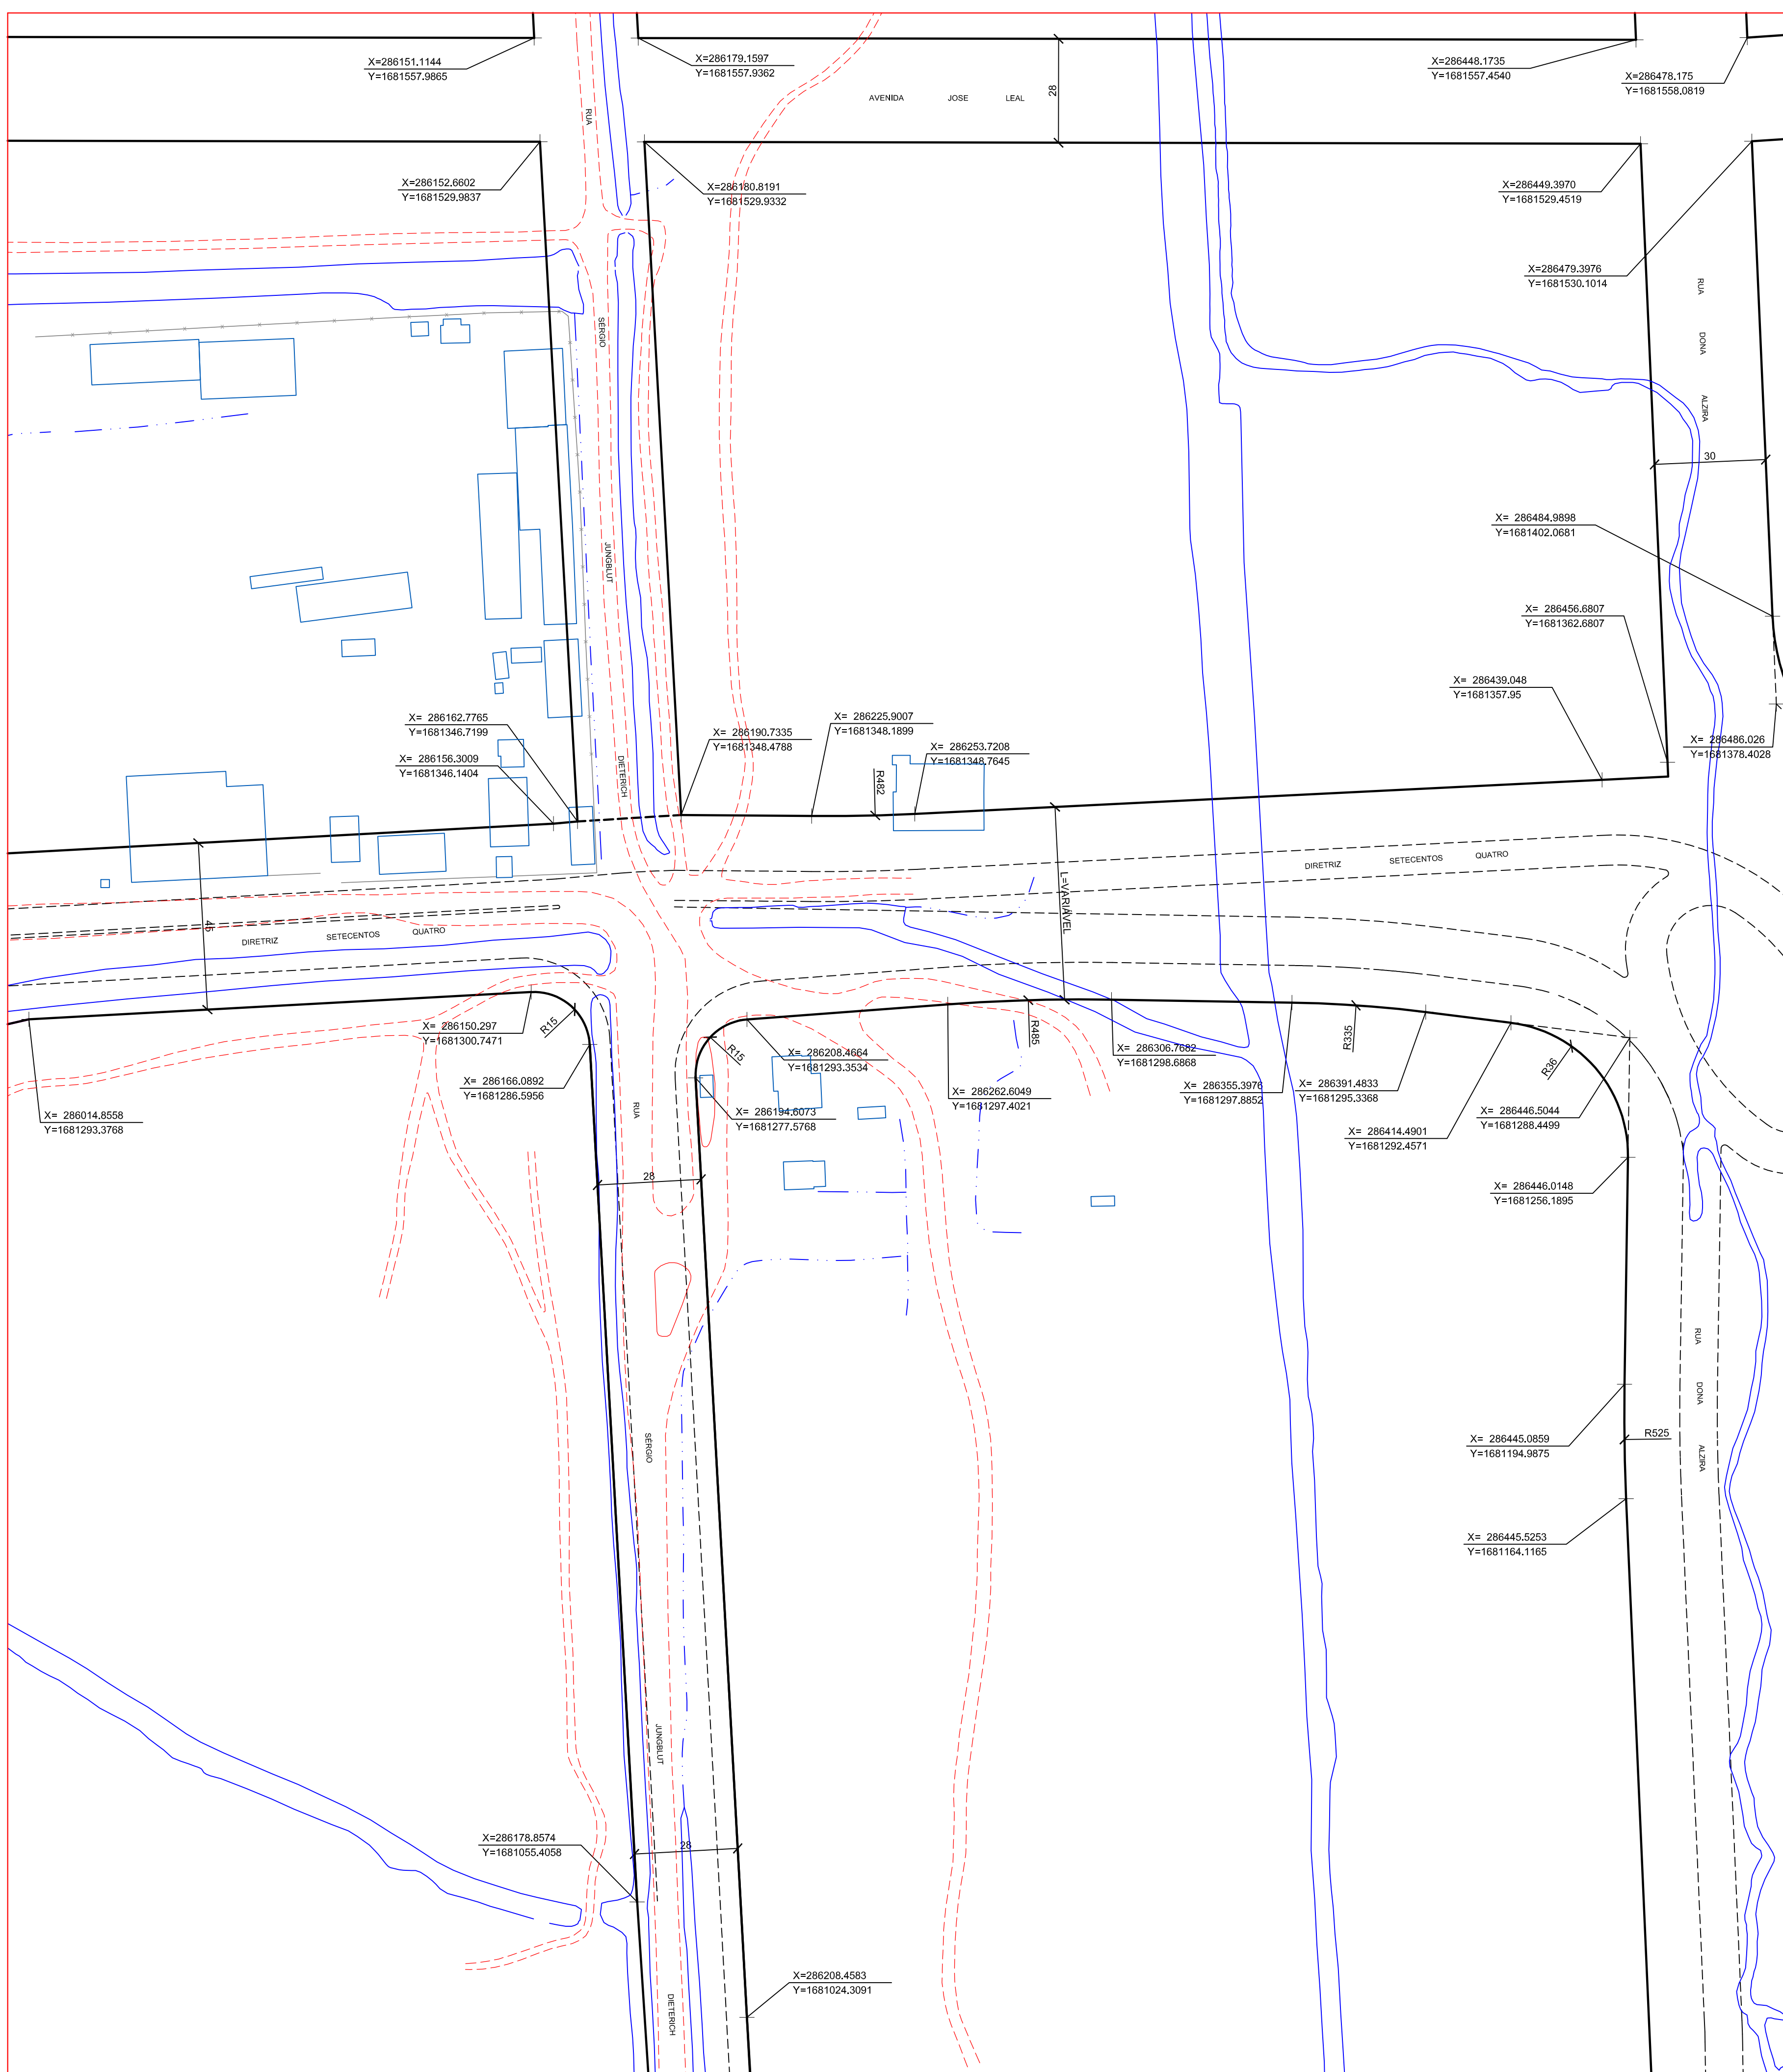 X=286151.1144
Y=1681557.9865
X=286179.1597
Y=1681557.9362
X=286448.1735
Y=1681557.4540
X=286478.175
Y=1681558.0819
AVENIDA JOSE LEAL
28
RUA
X=286152.6602
Y=1681529.9837
X=286180.8191
Y=1681529.9332
X=286449.3970
Y=1681529.4519
X=286479.3976
Y=1681530.1014
RUA
DONA
ALZIRA
SÉRGIO
30
X= 286484.9898
Y=1681402.0681
JUNGBLUT
X= 286456.6807
Y=1681362.6807
X= 286439.048
Y=1681357.95
X= 286162.7765
Y=1681346.7199
X= 286156.3009
Y=1681346.1404
X= 286190.7335
Y=1681348.4788
X= 286225.9007
Y=1681348.1899
X= 286253.7208
Y=1681348.7645
X= 286486.026
Y=1681378.4028
DIETERICH
R482
DIRETRIZ SETECENTOS QUATRO
L=VARIÁVEL
45
DIRETRIZ SETECENTOS QUATRO
X= 286150.297
Y=1681300.7471
R15
R15
X= 286208.4664
Y=1681293.3534
R485
X= 286306.7682
Y=1681298.6868
R335
R36
X= 286014.8558
Y=1681293.3768
X= 286166.0892
Y=1681286.5956
RUA
X= 286194.6073
Y=1681277.5768
X= 286262.6049
Y=1681297.4021
X= 286355.3976
Y=1681297.8852
X= 286391.4833
Y=1681295.3368
X= 286414.4901
Y=1681292.4571
X= 286446.5044
Y=1681288.4499
28
X= 286446.0148
Y=1681256.1895
RUA
DONA
ALZIRA
SÉRGIO
X= 286445.0859
Y=1681194.9875
R525
X= 286445.5253
Y=1681164.1165
JUNGBLUT
X=286178.8574
Y=1681055.4058
28
X=286208.4583
Y=1681024.3091
DIETERICH